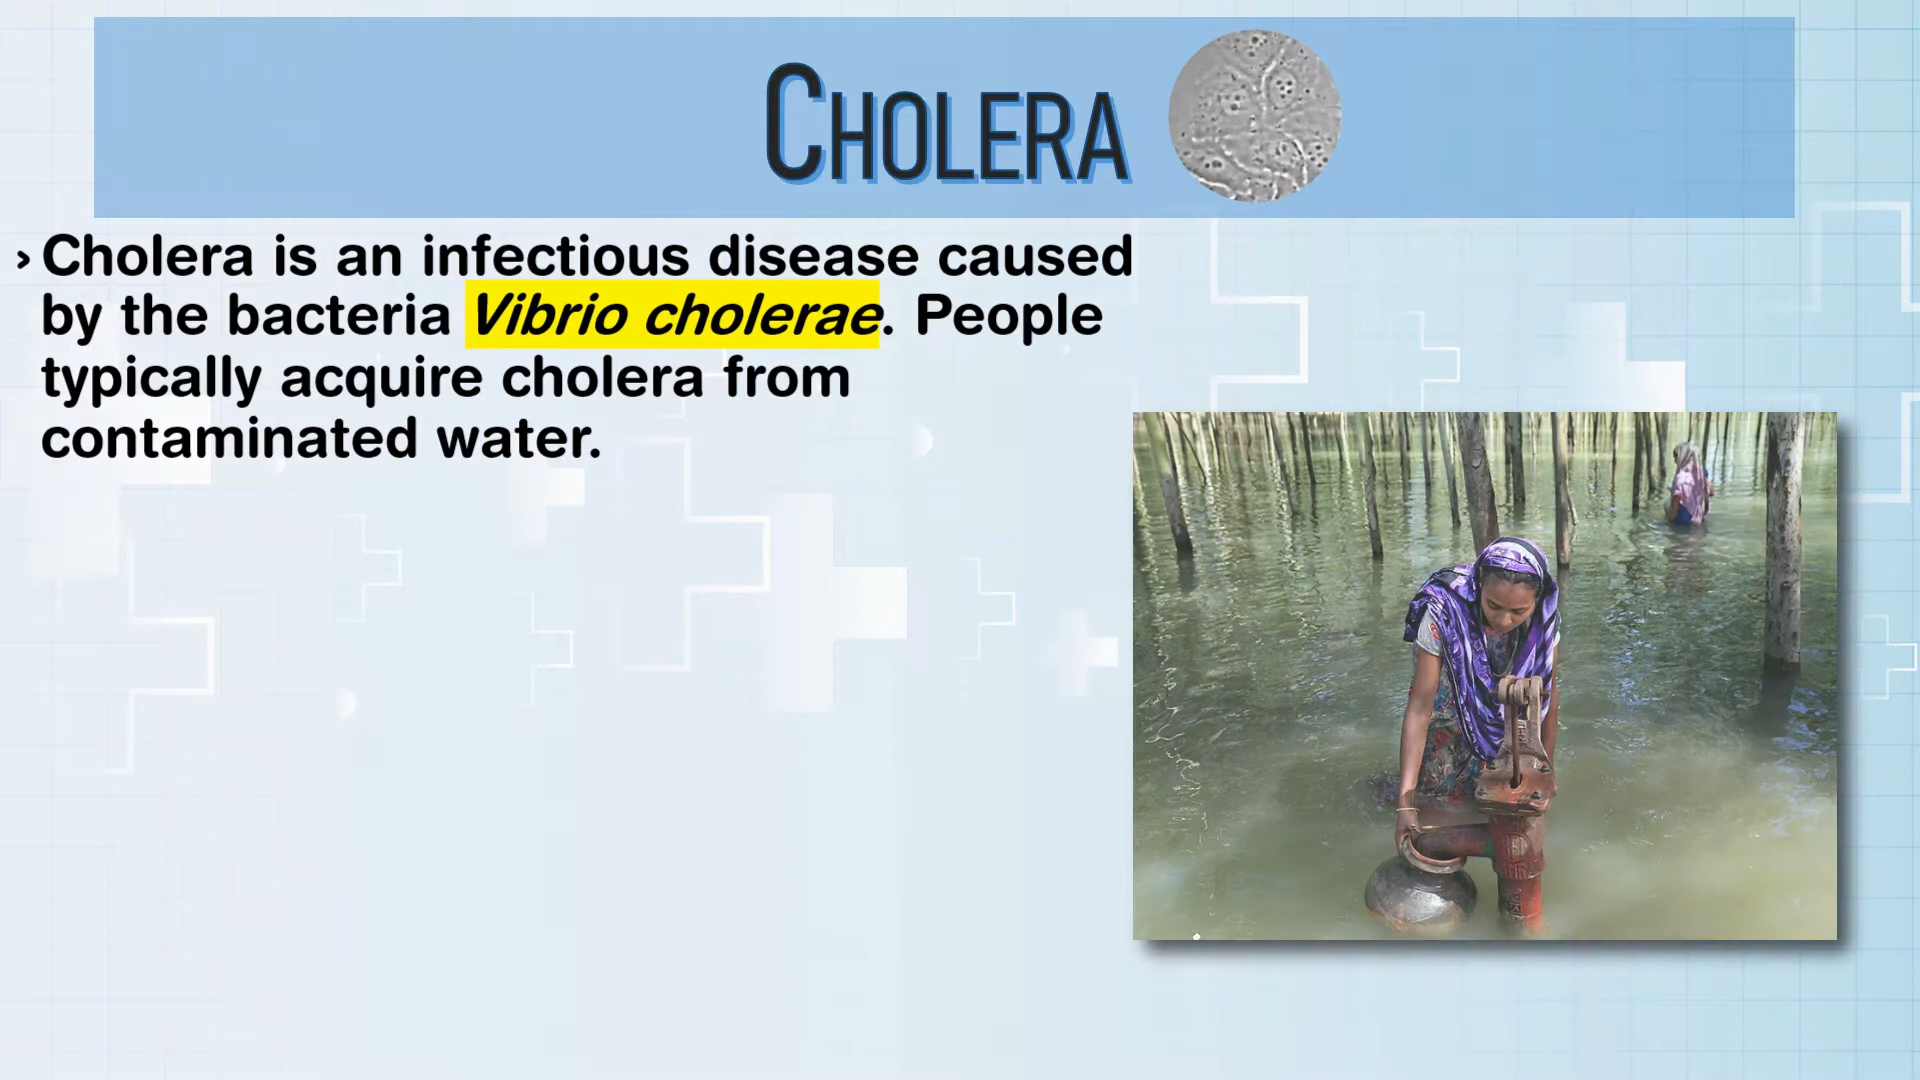 CHOLERA
› Cholera is an infectious disease caused
by the bacteria Vibrio cholerae. People
typically acquire cholera from
contaminated water.